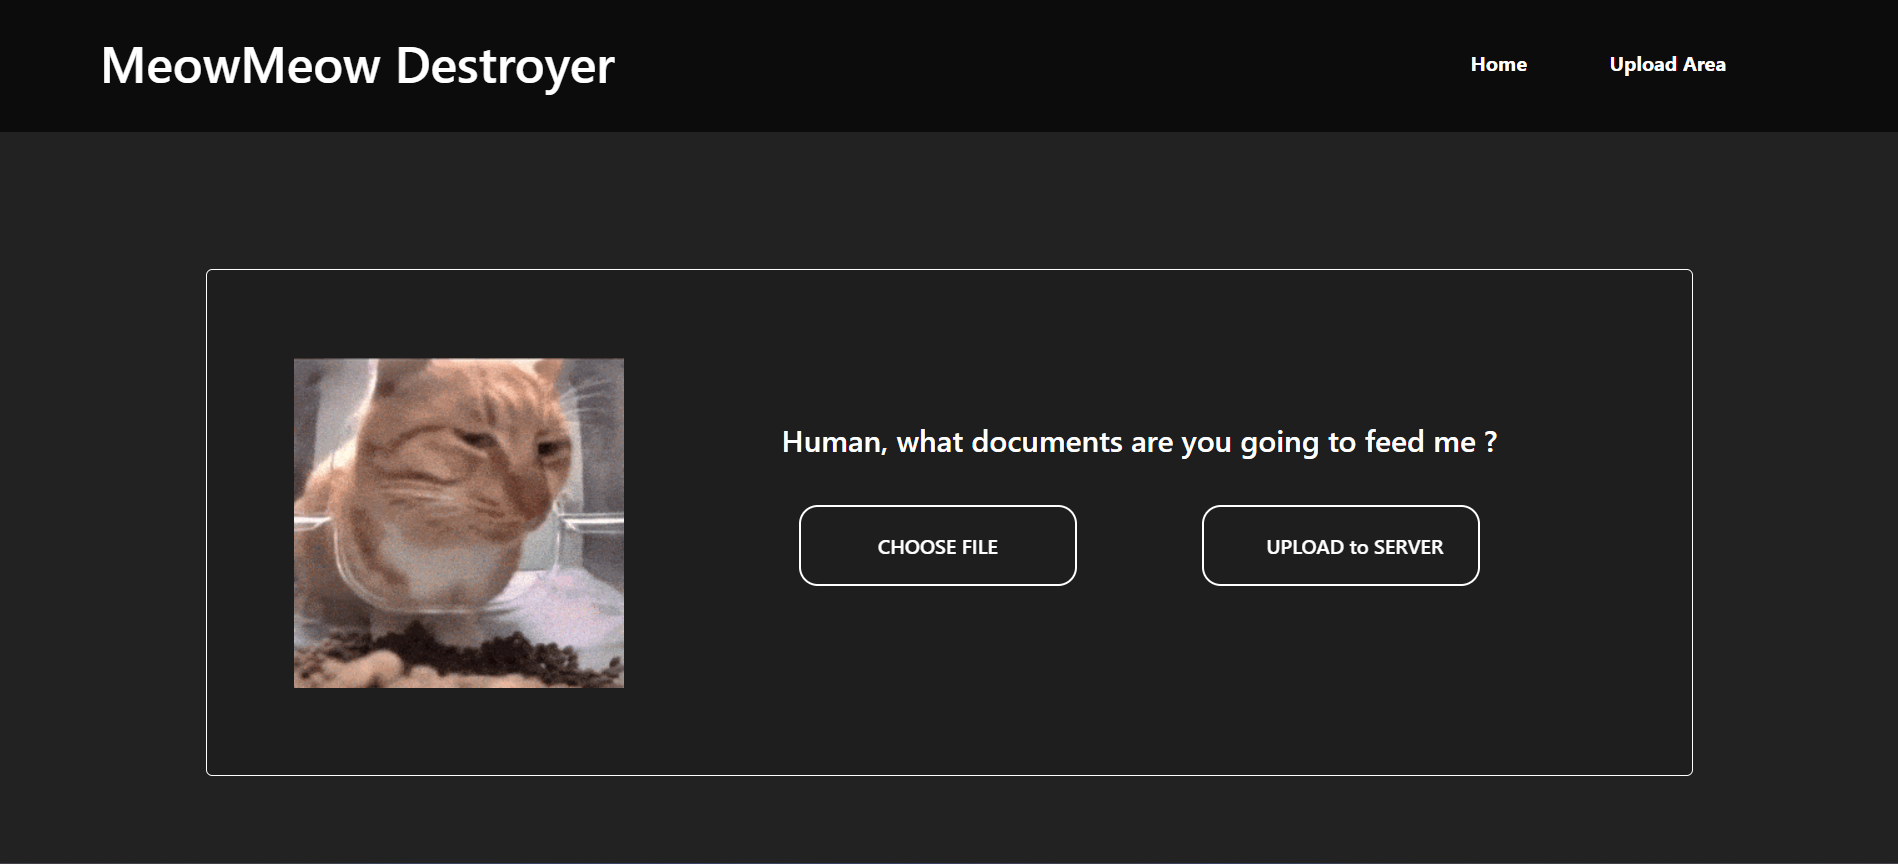 MeowMeow Destroyer
Home
Upload Area
Human, what documents are you going to feed me ?
CHOOSE FILE
UPLOAD to SERVER